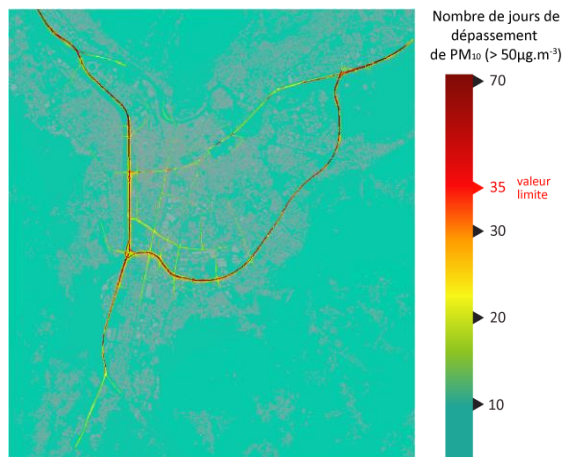 Nombre de jours de
dépassement
de PM₁₀ (> 50µg.m⁻³)
70
35 valeur
limite
30
20
10